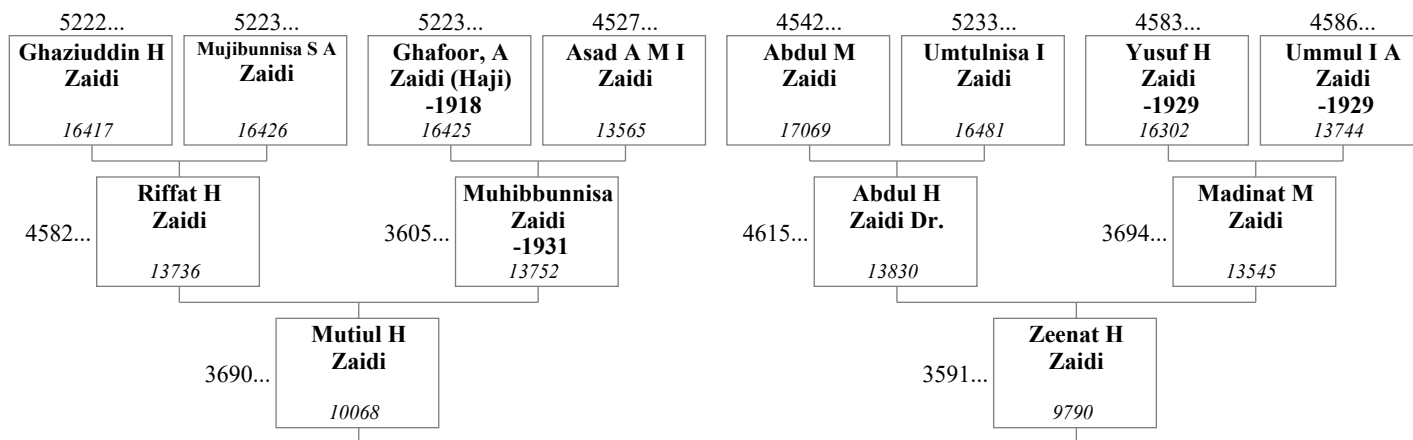 5222... 5223... 5223... 4527... 4542... 5233... 4583... 4586...
Ghaziuddin H
Zaidi
16417
Mujibunnisa S A
Zaidi
16426
Ghafoor, A
Zaidi (Haji)
-1918
16425
Asad A M I
Zaidi
13565
Abdul M
Zaidi
17069
Umtulnisa I
Zaidi
16481
Yusuf H
Zaidi
-1929
16302
Ummul I A
Zaidi
-1929
13744
4582...
Riffat H
Zaidi
13736
3605...
Muhibbunnisa
Zaidi
-1931
13752
4615...
Abdul H
Zaidi Dr.
13830
3694...
Madinat M
Zaidi
13545
3690...
Mutiul H
Zaidi
10068
3591...
Zeenat H
Zaidi
9790